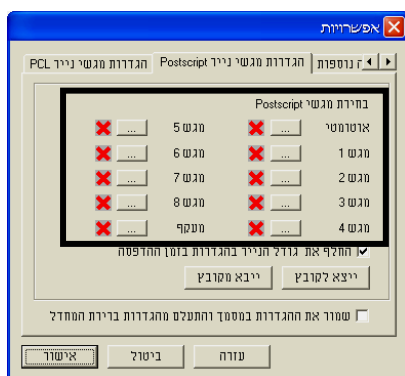 אפשרויות
ה נוספות הגדרות מגשי נייר Postscript הגדרות מגשי נייר PCL
בחירת מגשי Postscript
אוטומטי ... מגש 5 ...
מגש 1 ... מגש 6 ...
מגש 2 ... מגש 7 ...
מגש 3 ... מגש 8 ...
מגש 4 ... מעקף ...
החלף את גודל הנייר בהגדרות בזמן ההדפסה
ייצא לקובץ ייבא מקובץ
שמור את ההגדרות במסמך והתעלם מהגדרות ברירת המחדל
עזרה ביטול אישור